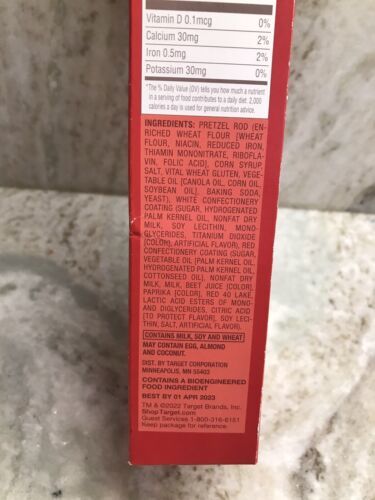 Vitamin D 0.1mcg 0%
Calcium 30mg 2%
Iron 0.5mg 2%
Potassium 30mg 0%
*The % Daily Value (DV) tells you how much a nutrient
in a serving of food contributes to a daily diet. 2,000
calories a day is used for general nutrition advice.
INGREDIENTS: PRETZEL ROD (EN-
RICHED WHEAT FLOUR [WHEAT
FLOUR, NIACIN, REDUCED IRON,
THIAMIN MONONITRATE, RIBOFLA-
VIN, FOLIC ACID], CORN SYRUP,
SALT, VITAL WHEAT GLUTEN, VEGE-
TABLE OIL [CANOLA OIL, CORN OIL,
SOYBEAN OIL], BAKING SODA,
YEAST), WHITE CONFECTIONERY
COATING (SUGAR, HYDROGENATED
PALM KERNEL OIL, NONFAT DRY
MILK, SOY LECITHIN, MONO-
GLYCERIDES, TITANIUM DIOXIDE
[COLOR], ARTIFICIAL FLAVOR), RED
CONFECTIONERY COATING (SUGAR,
VEGETABLE OIL [PALM KERNEL OIL,
HYDROGENATED PALM KERNEL OIL,
COTTONSEED OIL], NONFAT DRY
MILK, MILK, BEET JUICE [COLOR],
PAPRIKA [COLOR], RED 40 LAKE,
LACTIC ACID ESTERS OF MONO-
AND DIGLYCERIDES, CITRIC ACID
[TO PROTECT FLAVOR], SOY LECI-
THIN, SALT, ARTIFICIAL FLAVOR).
CONTAINS MILK, SOY AND WHEAT
MAY CONTAIN EGG, ALMOND
AND COCONUT.
DIST. BY TARGET CORPORATION
MINNEAPOLIS, MN 55403
CONTAINS A BIOENGINEERED
FOOD INGREDIENT
BEST BY 01 APR 2023
TM & ©2022 Target Brands, Inc.
ShopTarget.com
Guest Services 1-800-316-6151
Keep package for reference.